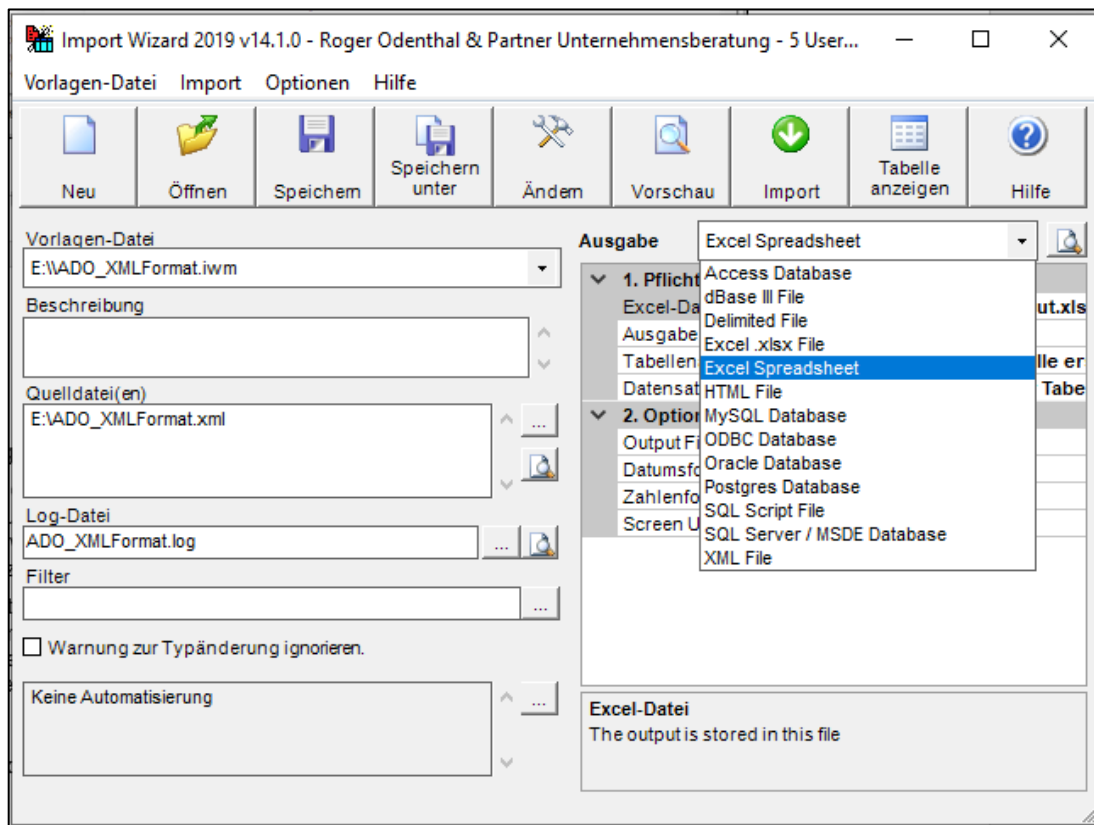 Import Wizard 2019 v14.1.0 - Roger Odenthal & Partner Unternehmensberatung - 5 User...
Vorlagen-Datei Import Optionen Hilfe
Neu
Öffnen
Speichern
Speichern
unter
Ändern
Vorschau
Import
Tabelle
anzeigen
Hilfe
Vorlagen-Datei
E:\\ADO_XMLFormat.iwm
Beschreibung
Quelldatei(en)
E:\ADO_XMLFormat.xml
...
Log-Datei
ADO_XMLFormat.log
...
Filter
...
Warnung zur Typänderung ignorieren.
Keine Automatisierung
...
Ausgabe Excel Spreadsheet
1. Pflicht
Excel-Da ut.xls
Ausgabe
Tabellen lle er
Datensat Tabe
2. Option
Output Fi
Datumsfo
Zahlenfo
Screen U
Access Database
dBase III File
Delimited File
Excel .xlsx File
Excel Spreadsheet
HTML File
MySQL Database
ODBC Database
Oracle Database
Postgres Database
SQL Script File
SQL Server / MSDE Database
XML File
Excel-Datei
The output is stored in this file